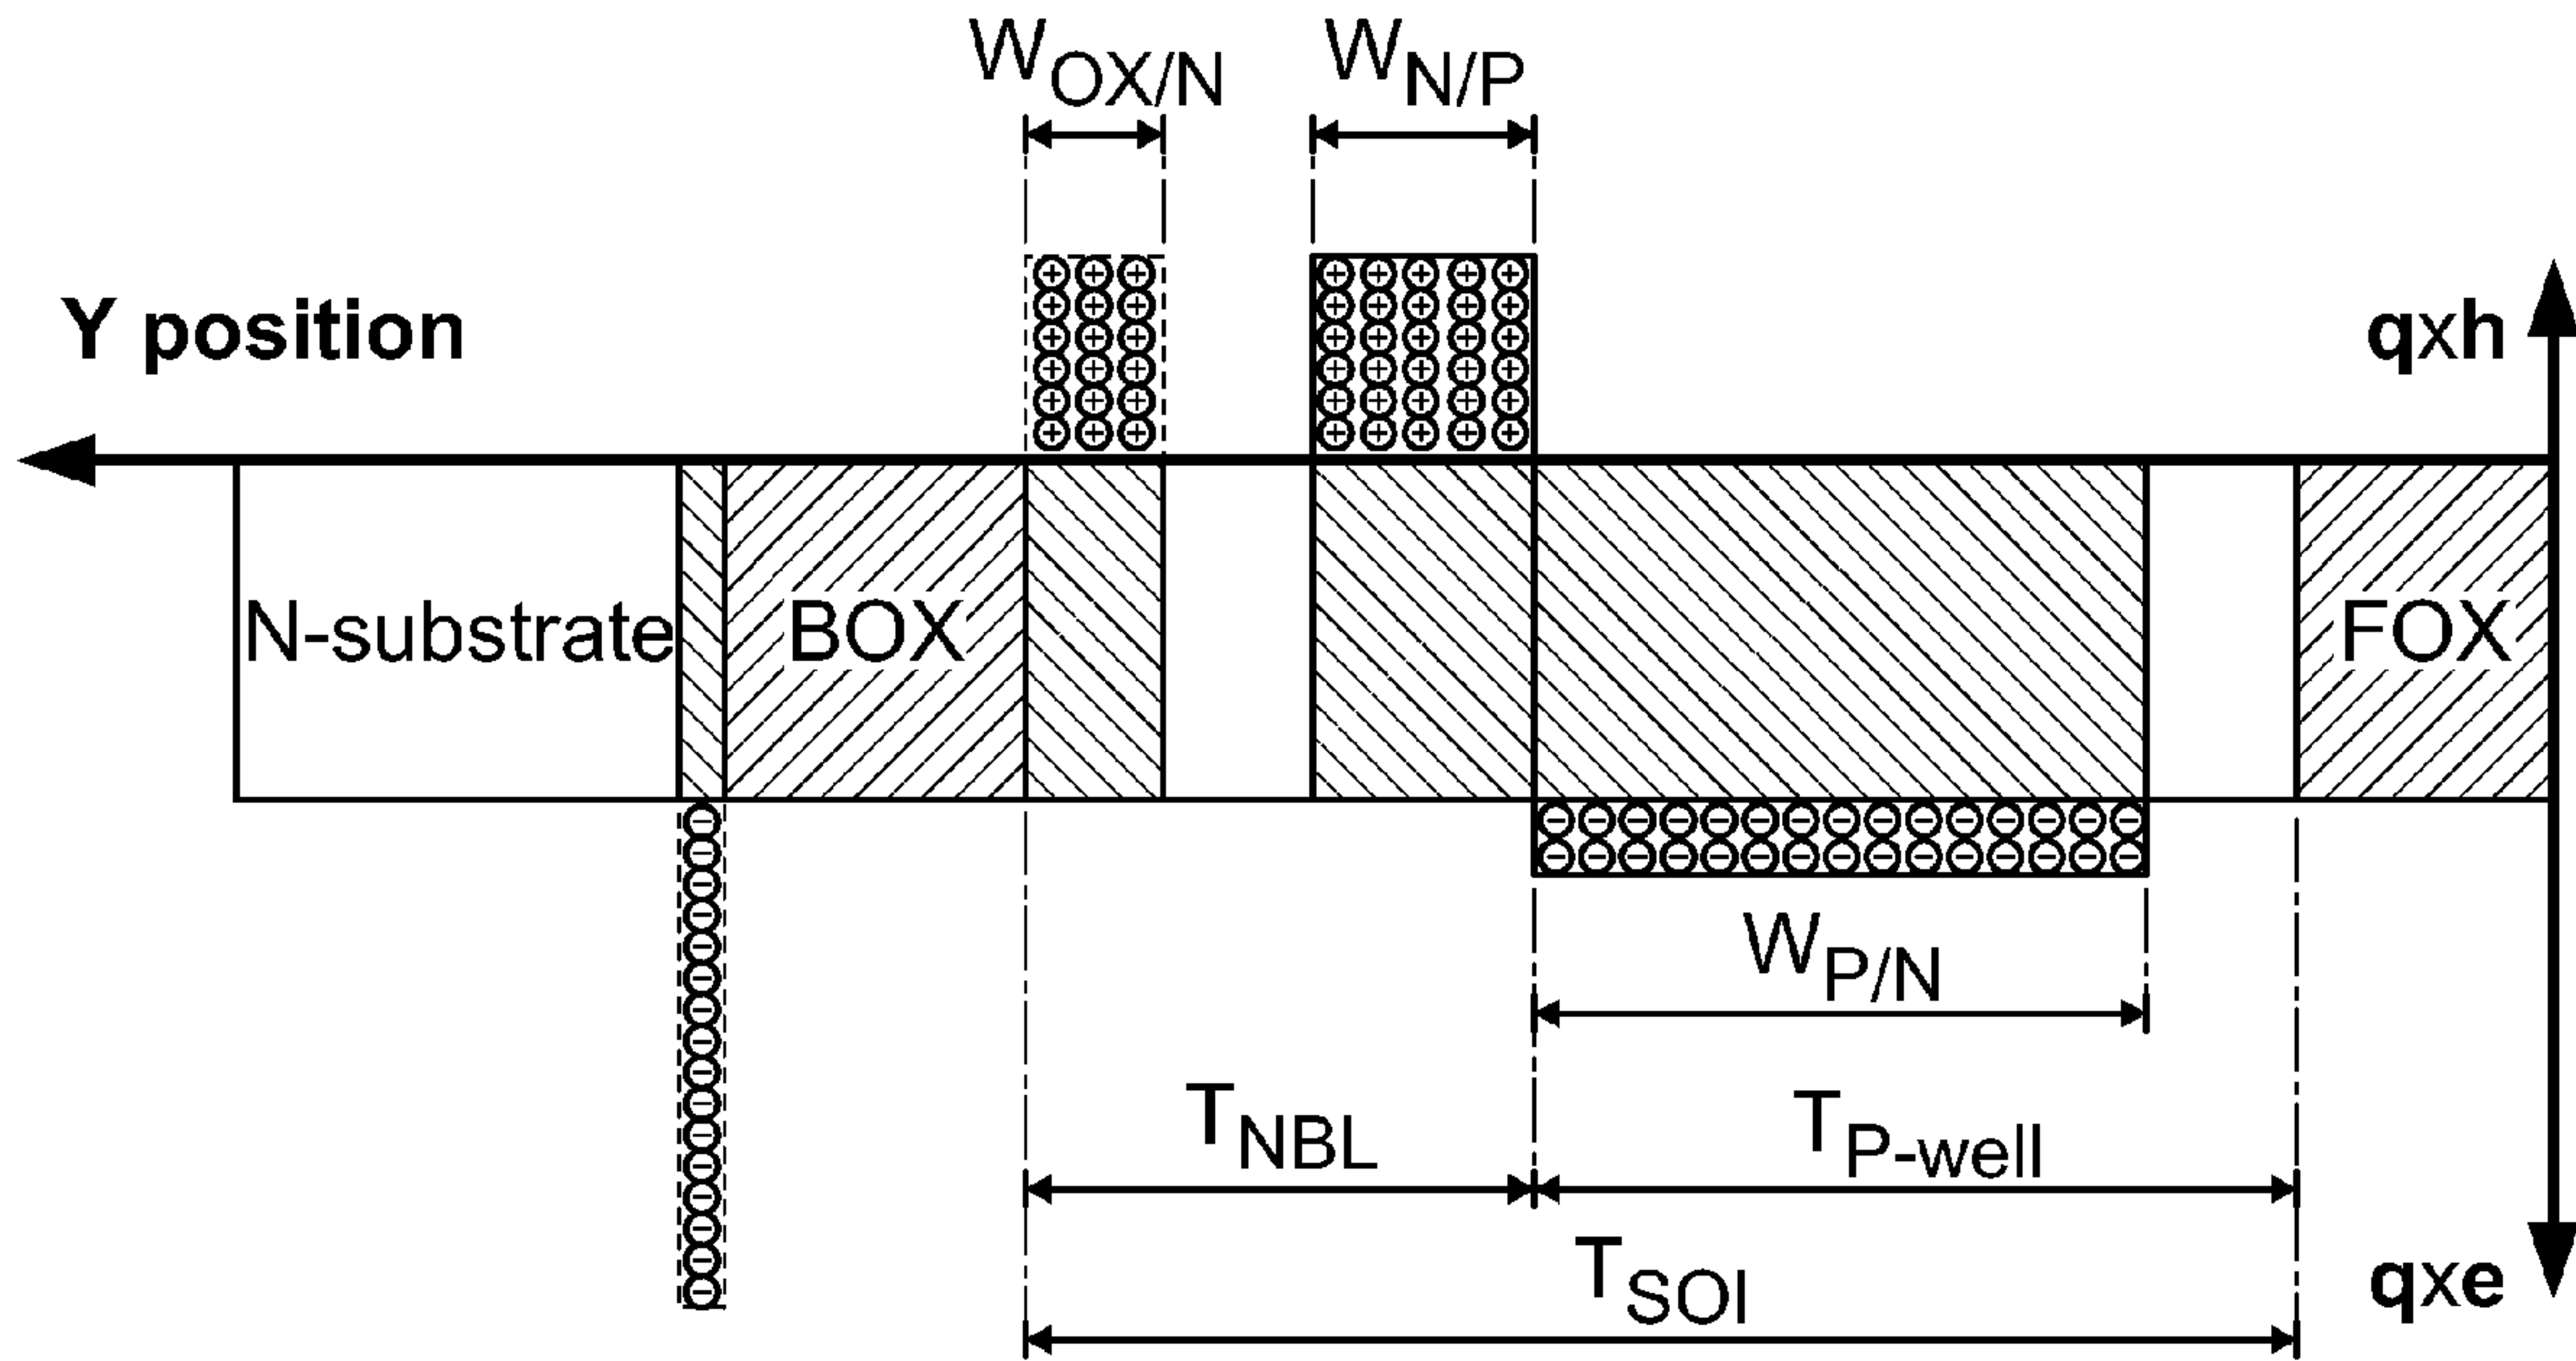 W_OX/N
W_N/P
Y position
qxh
N-substrate
BOX
FOX
W_P/N
T_NBL
T_P-well
T_SOI
qxe